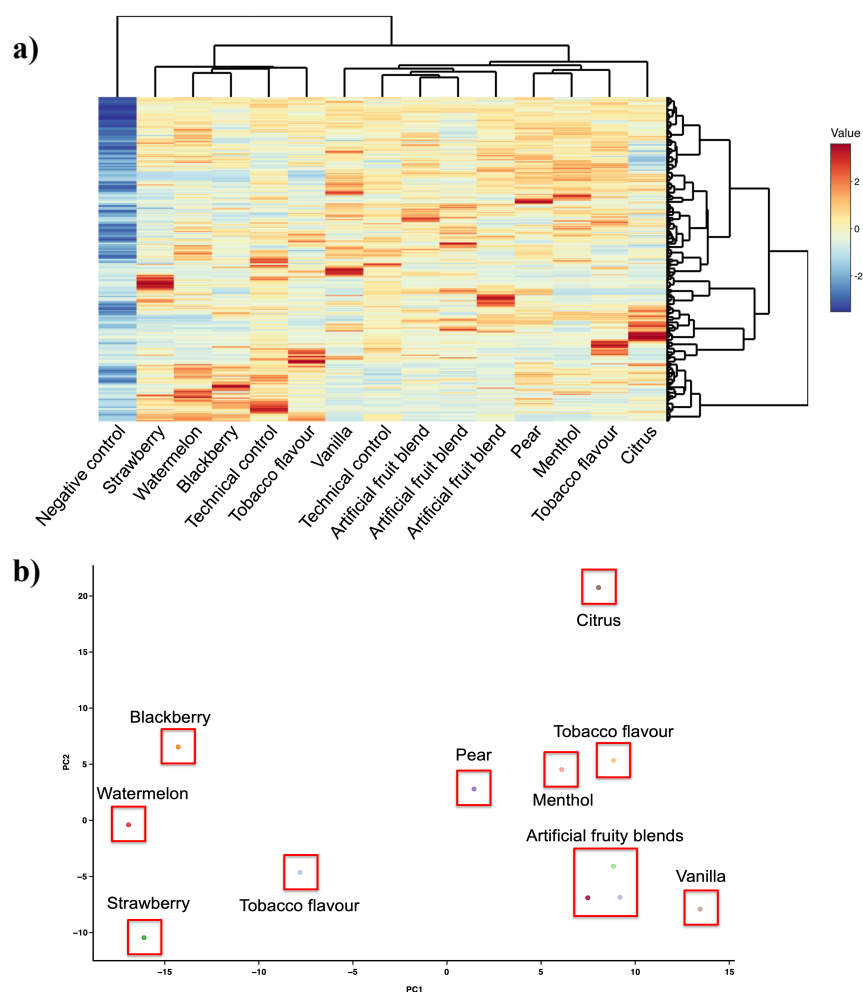 a)
Value
2
0
−2
Negative control
Strawberry
Watermelon
Blackberry
Technical control
Tobacco flavour
Vanilla
Technical control
Artificial fruit blend
Artificial fruit blend
Artificial fruit blend
Pear
Menthol
Tobacco flavour
Citrus
b)
20
15
10
5
0
−5
−10
PC2
Citrus
Blackberry
Tobacco flavour
Pear
Watermelon
Menthol
Artificial fruity blends
Vanilla
Strawberry
Tobacco flavour
−15
−10
−5
0
5
10
15
PC1